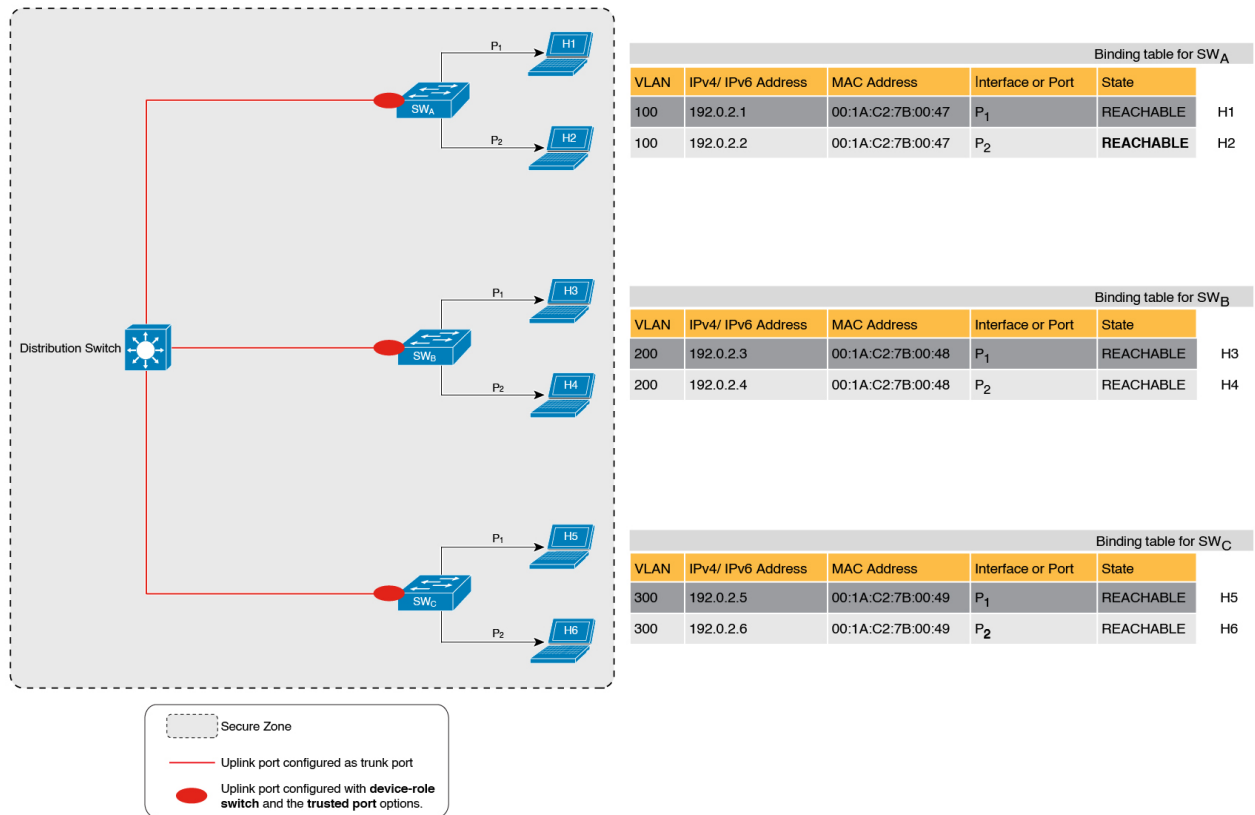 P1
H1
SWA
P2
H2
Binding table for SWA
VLAN IPv4/ IPv6 Address MAC Address Interface or Port State
100 192.0.2.1 00:1A:C2:7B:00:47 P1 REACHABLE H1
100 192.0.2.2 00:1A:C2:7B:00:47 P2 REACHABLE H2
Distribution Switch
P1
H3
SWB
P2
H4
Binding table for SWB
VLAN IPv4/ IPv6 Address MAC Address Interface or Port State
200 192.0.2.3 00:1A:C2:7B:00:48 P1 REACHABLE H3
200 192.0.2.4 00:1A:C2:7B:00:48 P2 REACHABLE H4
P1
H5
SWC
P2
H6
Binding table for SWC
VLAN IPv4/ IPv6 Address MAC Address Interface or Port State
300 192.0.2.5 00:1A:C2:7B:00:49 P1 REACHABLE H5
300 192.0.2.6 00:1A:C2:7B:00:49 P2 REACHABLE H6
Secure Zone
Uplink port configured as trunk port
Uplink port configured with device-role
switch and the trusted port options.